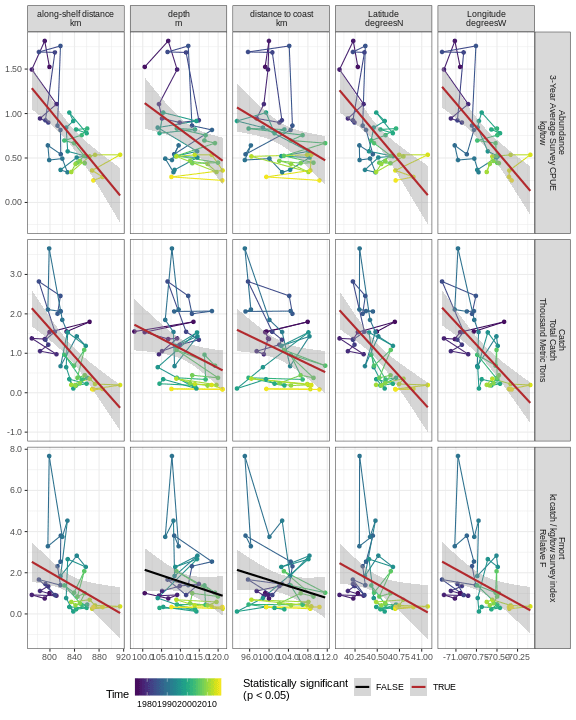 along-shelf distance
km
depth
m
distance to coast
km
Latitude
degreesN
Longitude
degreesW
1.50
1.00
0.50
0.00
Abundance
3-Year Average Survey CPUE
kg/tow
3.0
2.0
1.0
0.0
-1.0
Catch
Total Catch
Thousand Metric Tons
8.0
6.0
4.0
2.0
0.0
Fmort
kt catch / kg/tow survey index
Relative F
800 840 880 920
100.0 105.0 110.0 115.0 120.0
96.0 100.0 104.0 108.0 112.0
40.25 40.50 40.75 41.00
-71.00 -70.75 -70.50 -70.25
Time
1980 1990 2000 2010
Statistically significant
(p < 0.05)
FALSE
TRUE